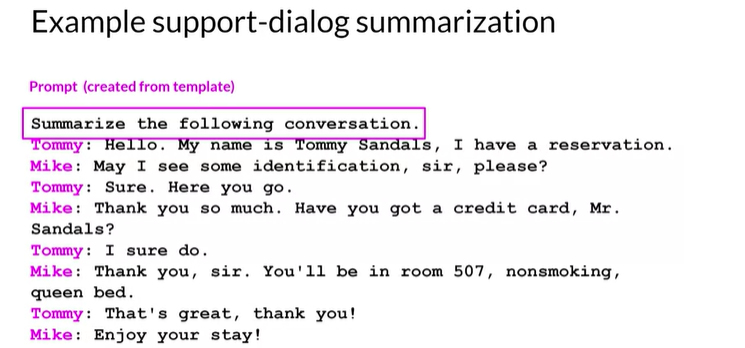 Example support-dialog summarization
Prompt (created from template)
Summarize the following conversation.
Tommy: Hello. My name is Tommy Sandals, I have a reservation.
Mike: May I see some identification, sir, please?
Tommy: Sure. Here you go.
Mike: Thank you so much. Have you got a credit card, Mr.
Sandals?
Tommy: I sure do.
Mike: Thank you, sir. You'll be in room 507, nonsmoking,
queen bed.
Tommy: That's great, thank you!
Mike: Enjoy your stay!